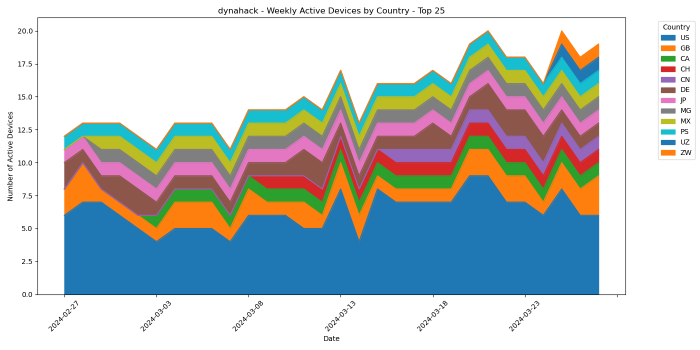 dynahack - Weekly Active Devices by Country - Top 25
Number of Active Devices
20.0
17.5
15.0
12.5
10.0
7.5
5.0
2.5
0.0
2024-02-27
2024-03-03
2024-03-08
2024-03-13
2024-03-18
2024-03-23
Date
Country
US
GB
CA
CH
CN
DE
JP
MG
MX
PS
UZ
ZW